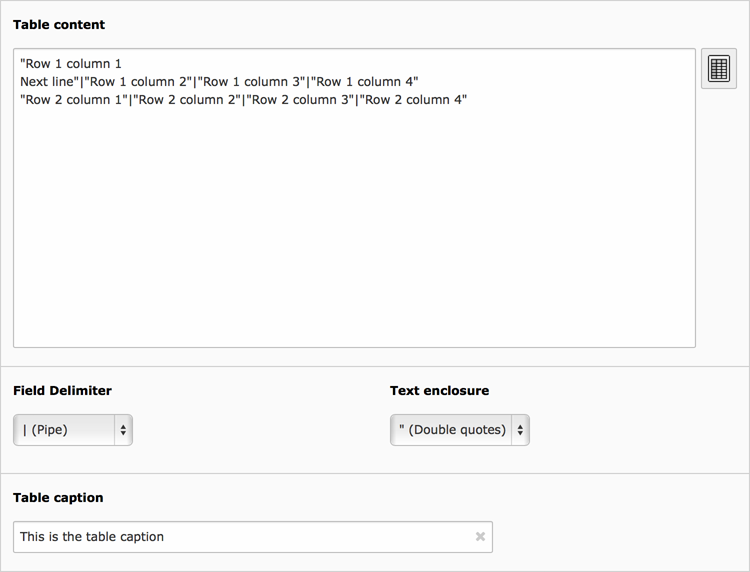 Table content
"Row 1 column 1
Next line"|"Row 1 column 2"|"Row 1 column 3"|"Row 1 column 4"
"Row 2 column 1"|"Row 2 column 2"|"Row 2 column 3"|"Row 2 column 4"
Field Delimiter
Text enclosure
| (Pipe)
" (Double quotes)
Table caption
This is the table caption